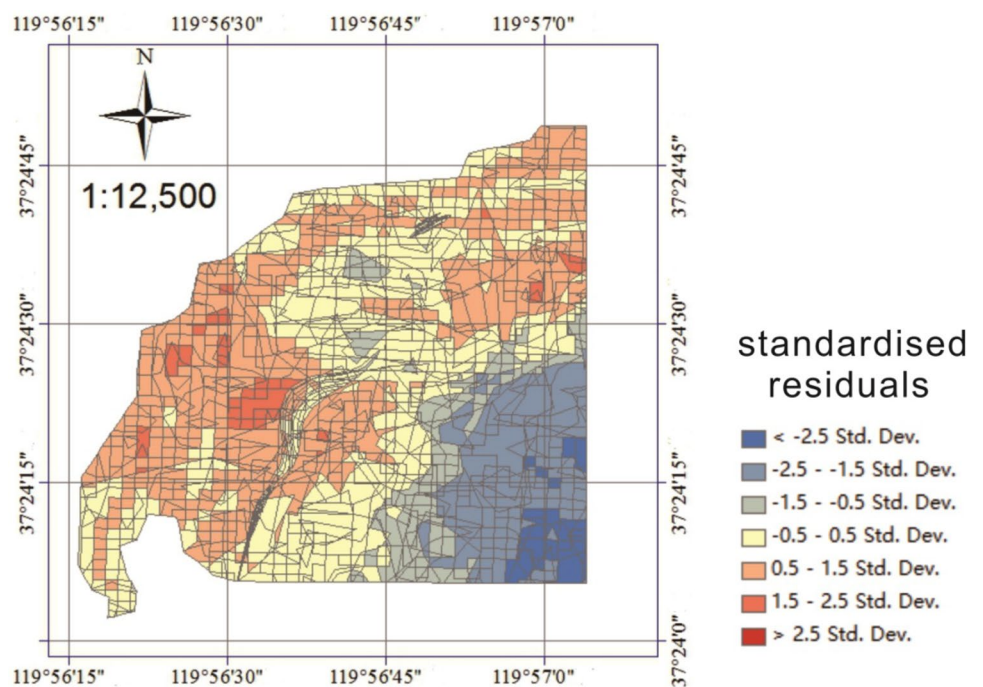 119°56'15" 119°56'30" 119°56'45" 119°57'0"
N
1:12,500
37°24'45"
37°24'30"
37°24'15"
37°24'0"
37°24'45"
37°24'30"
37°24'15"
37°24'0"
119°56'15" 119°56'30" 119°56'45" 119°57'0"
standardised
residuals
< -2.5 Std. Dev.
-2.5 - -1.5 Std. Dev.
-1.5 - -0.5 Std. Dev.
-0.5 - 0.5 Std. Dev.
0.5 - 1.5 Std. Dev.
1.5 - 2.5 Std. Dev.
> 2.5 Std. Dev.